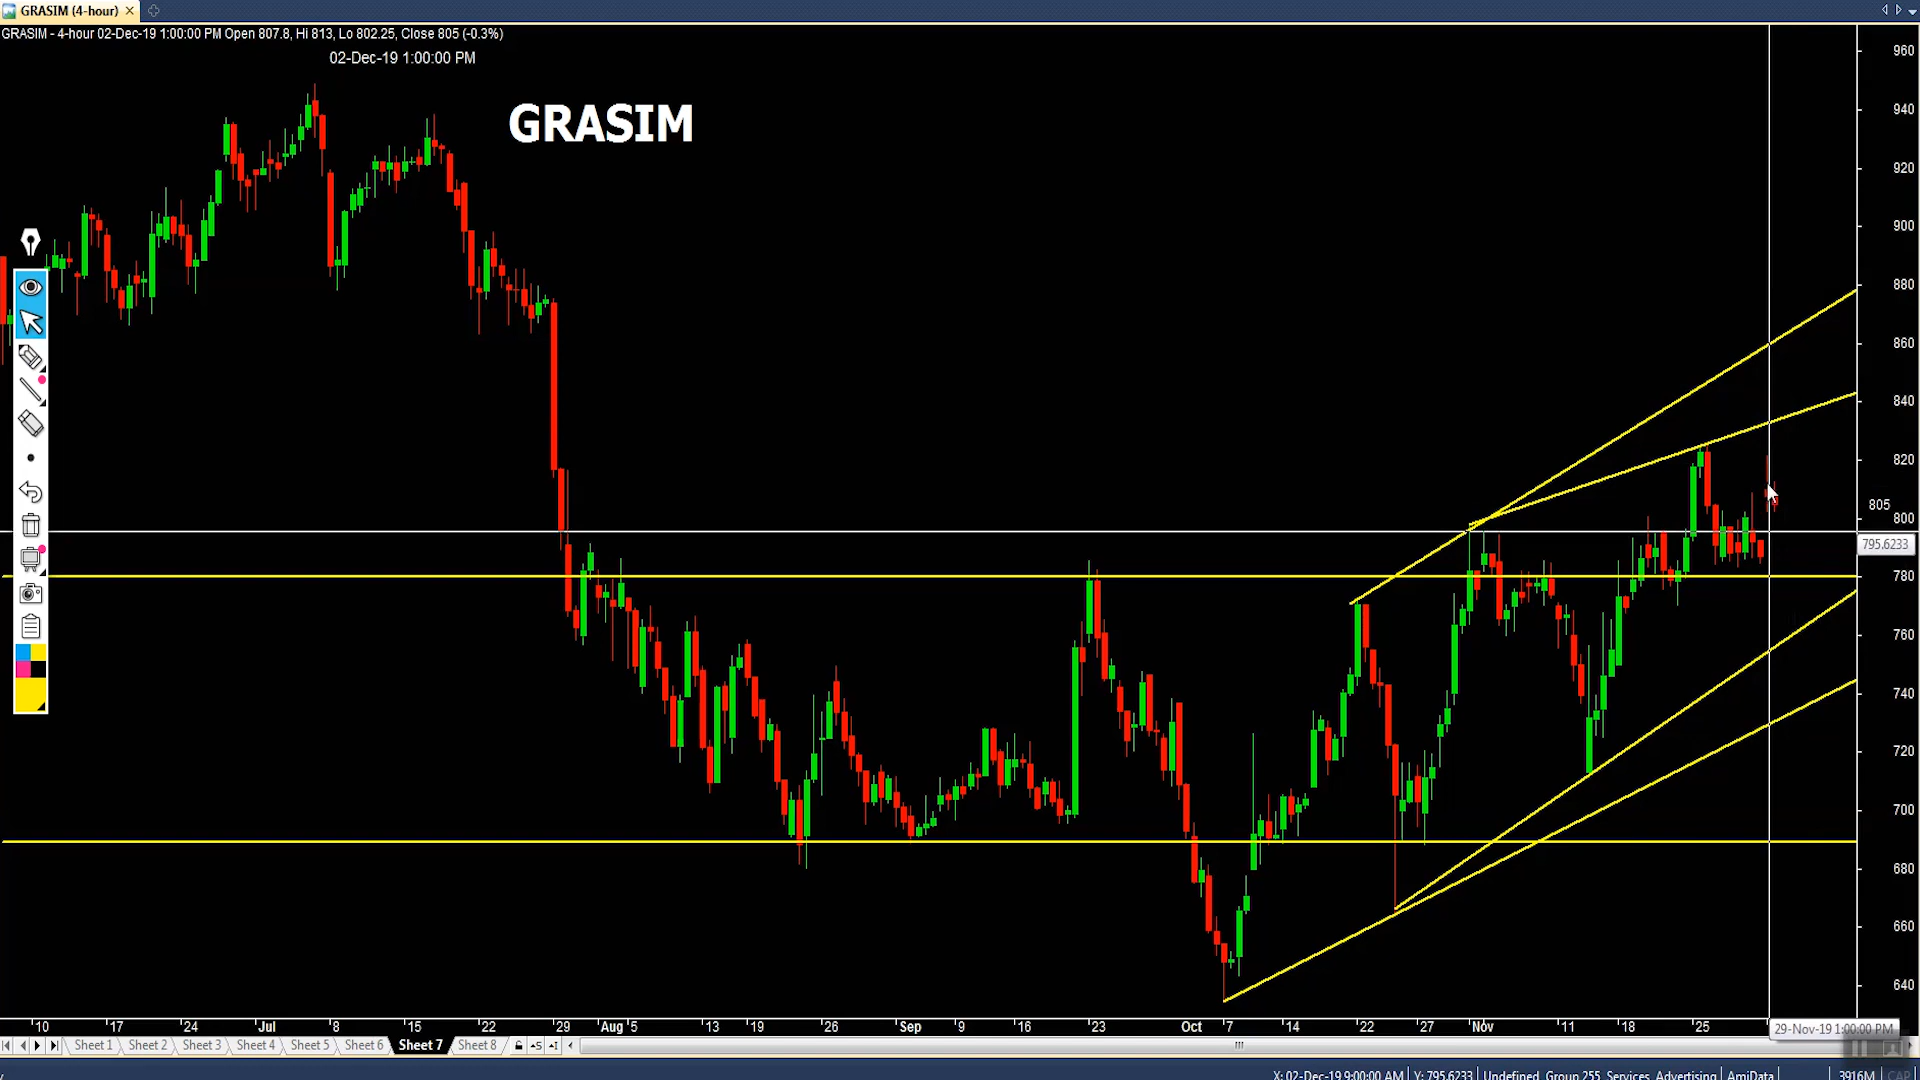 GRASIM (4-hour)
GRASIM - 4-hour 02-Dec-19 1:00:00 PM Open 807.8, Hi 813, Lo 802.25, Close 805 (-0.3%)
02-Dec-19 1:00:00 PM
GRASIM
960
940
920
900
880
860
840
820
805
800
795.6233
780
760
740
720
700
680
660
640
10 17 24 Jul 8 15 22 29 Aug 5 13 19 26 Sep 9 16 23 Oct 7 14 22 27 Nov 11 18 25 29-Nov-19 1:00:00 PM
Sheet 1 Sheet 2 Sheet 3 Sheet 4 Sheet 5 Sheet 6 Sheet 7 Sheet 8
X: 02-Dec-19 9:00:00 AM Y: 795.6233 Undefined, Group 255, Services, Advertising AmiData 3916M CAP